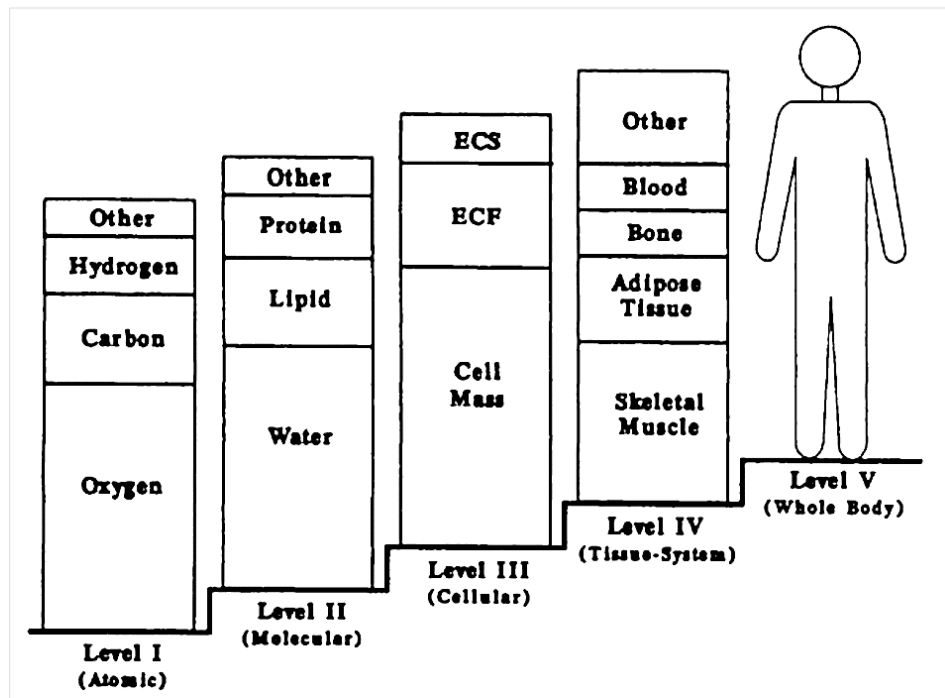 Other
Hydrogen
Carbon
Oxygen
Level I
(Atomic)
Other
Protein
Lipid
Water
Level II
(Molecular)
ECS
ECF
Cell
Mass
Level III
(Cellular)
Other
Blood
Bone
Adipose
Tissue
Skeletal
Muscle
Level IV
(Tissue-System)
Level V
(Whole Body)